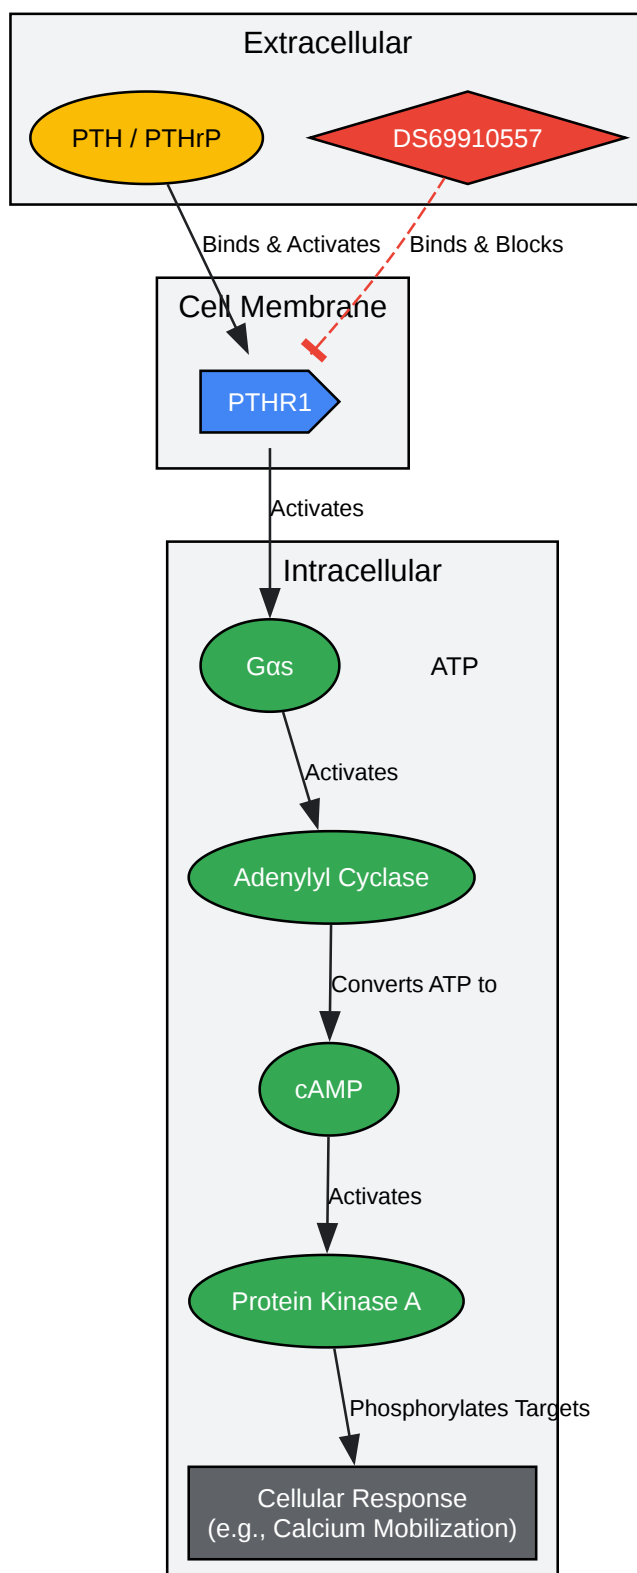 Extracellular
PTH / PTHrP
DS69910557
Binds & Activates
Binds & Blocks
Cell Membrane
PTHR1
Activates
Intracellular
Gαs
ATP
Activates
Adenylyl Cyclase
Converts ATP to
cAMP
Activates
Protein Kinase A
Phosphorylates Targets
Cellular Response
(e.g., Calcium Mobilization)